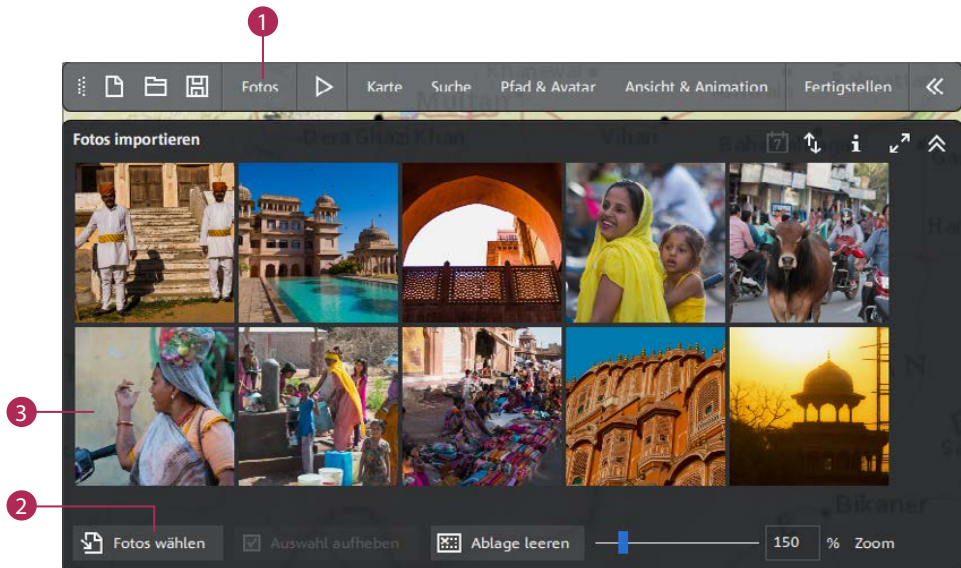 1
Fotos Karte Suche Pfad & Avatar Ansicht & Animation Fertigstellen
Multan
Fotos importieren Dera Ghazi Khan Vihari 7
3
2
Bikaner
Fotos wählen Auswahl aufheben Ablage leeren 150 % Zoom